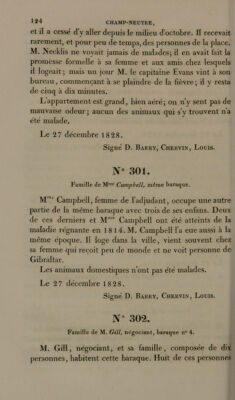 124 CHAMP-NEUTRE,
et il a cessé d'y aller depuis le milieu d'octobre. Il recevait
rarement, et pour peu de temps, des personnes de la place.
M. Necklis ne voyait jamais de malades; il en avait fait la
promesse formelle à sa femme et aux amis chez lesquels
il logeait; mais un jour M. le capitaine Evans vint à son
bureau, commençant à se plaindre de la fièvre; il y resta
de cinq à dix minutes.
L'appartement est grand, bien aéré; on n'y sent pas de
mauvaise odeur; aucun des animaux qui s'y trouvent n'a
été malade.
Le 27 décembre 1828.
Signé D. Barry, Chervin, Louis.
N° 301.
Famille de Mme Campbell, même baraque.
Mme Campbell, femme de l'adjudant, occupe une autre
partie de la même baraque avec trois de ses enfans. Deux
de ces derniers et Mme Campbell ont été atteints de la
maladie régnante en 1814. M. Campbell l'a eue aussi à la
même époque. Il loge dans la ville, vient souvent chez
sa femme qui reçoit peu de monde et ne voit personne de
Gibraltar.
Les animaux domestiques n'ont pas été malades.
Le 27 décembre 1828.
Signé D. Barry, Chervin, Louis.
N° 302.
Famille de M. Gill, négociant, baraque n° 4.
M. Gill, négociant, et sa famille, composée de dix
personnes, habitent cette baraque. Huit de ces personnes